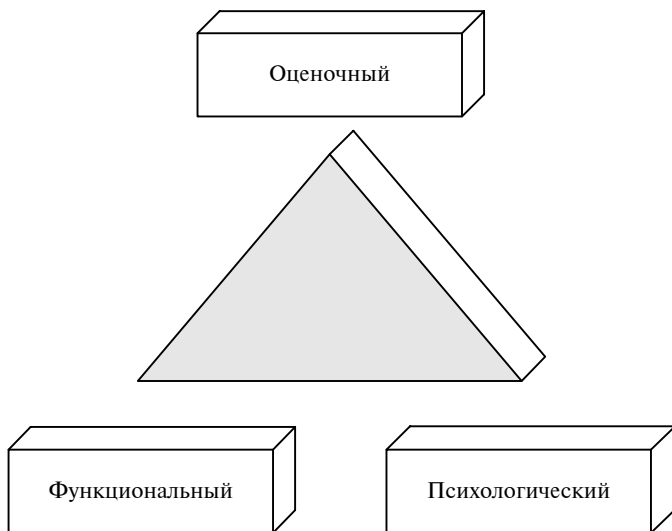 Оценочный
Функциональный
Психологический